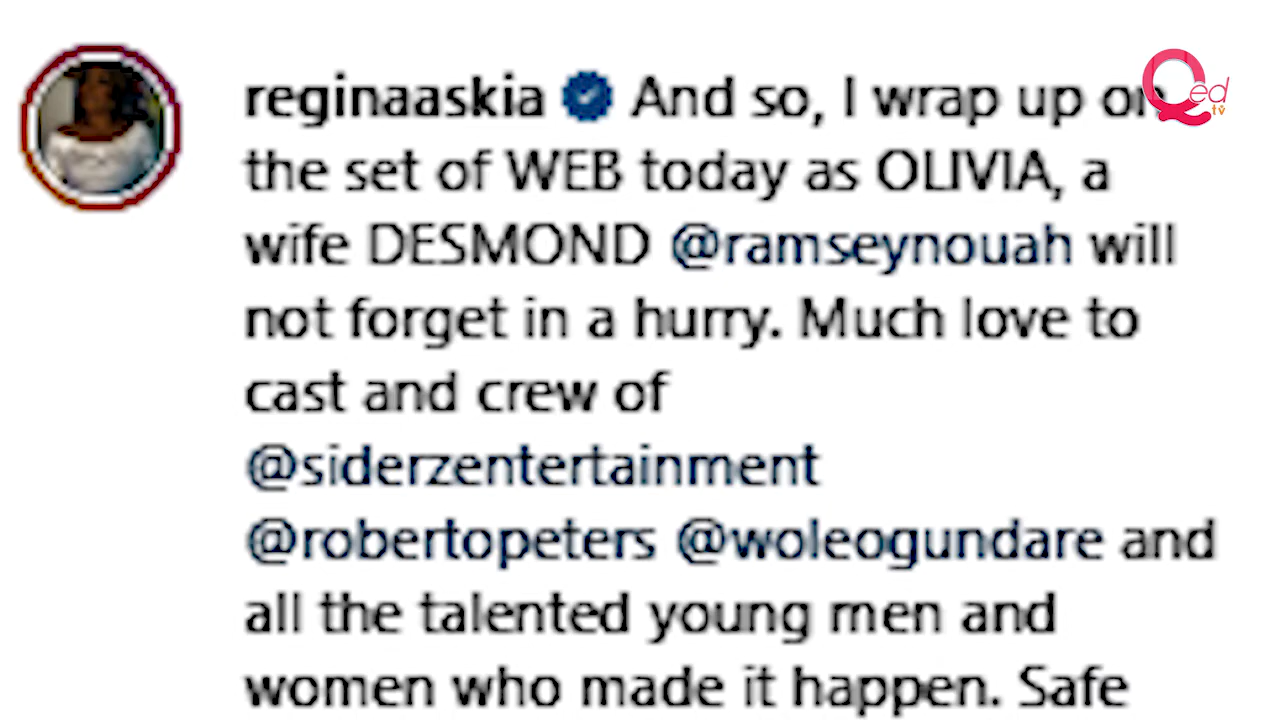 reginaaskia And so, I wrap up on
the set of WEB today as OLIVIA, a
wife DESMOND @ramseynouah will
not forget in a hurry. Much love to
cast and crew of
@siderzentertainment
@robertopeters @woleogundare and
all the talented young men and
women who made it happen. Safe
Qed
tv